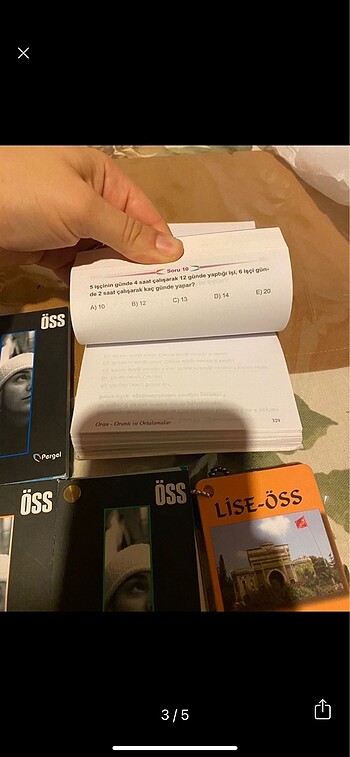 Soru 10
5 işçinin günde 4 saat çalışarak 12 günde yaptığı işi, 6 işçi gün-
de 2 saat çalışarak kaç günde yapar?
A) 10 B) 12 C) 13 D) 14 E) 20
Oran - Orantı ve Ortalamalar
329
ÖSS
Pergel
ÖSS
ÖSS
LİSE-ÖSS
3 / 5